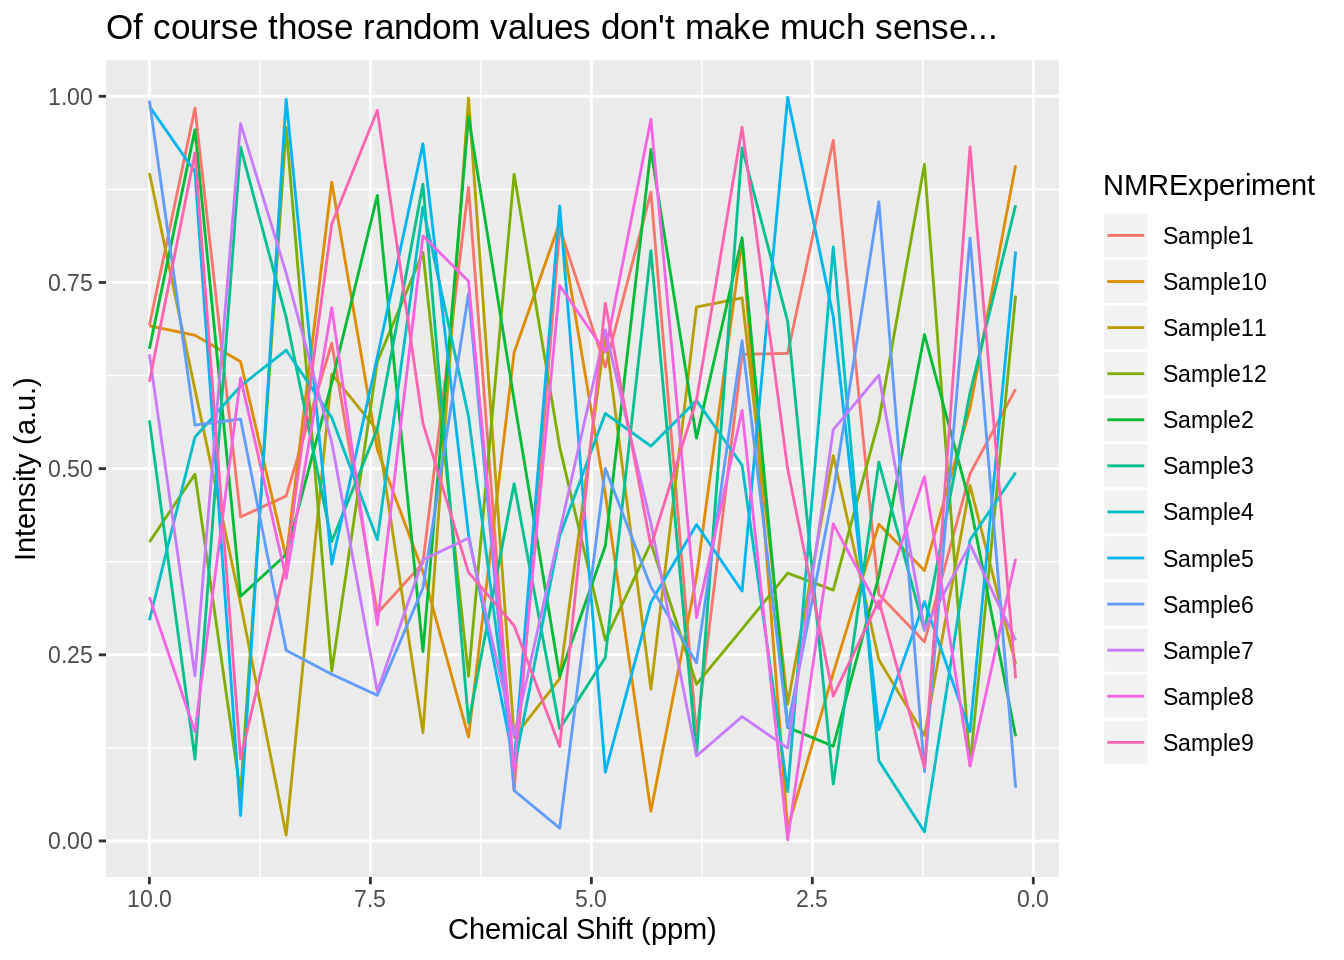 Of course those random values don't make much sense...
1.00
0.75
0.50
0.25
0.00
Intensity (a.u.)
10.0
7.5
5.0
2.5
0.0
Chemical Shift (ppm)
NMRExperiment
Sample1
Sample10
Sample11
Sample12
Sample2
Sample3
Sample4
Sample5
Sample6
Sample7
Sample8
Sample9